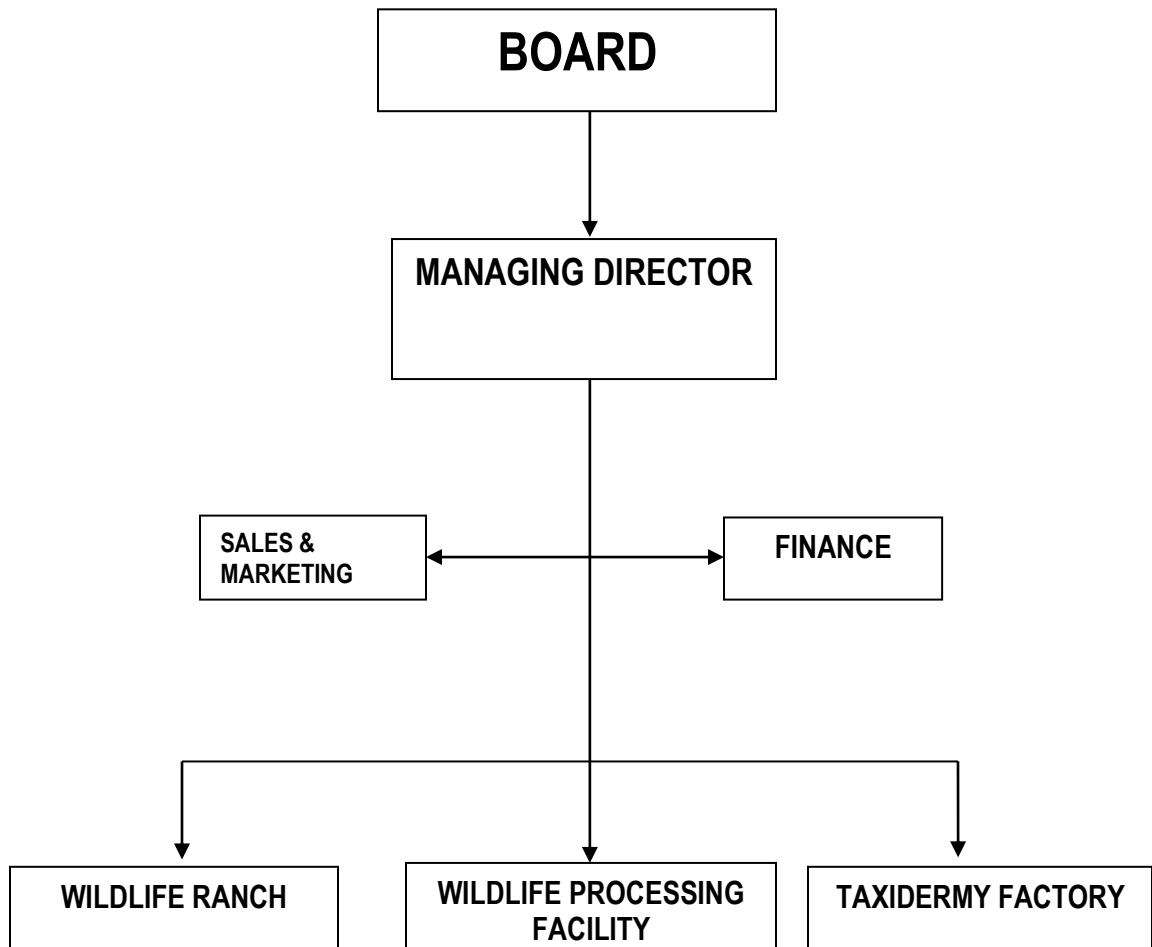 BOARD
MANAGING DIRECTOR
SALES &
MARKETING
FINANCE
WILDLIFE RANCH
WILDLIFE PROCESSING
FACILITY
TAXIDERMY FACTORY